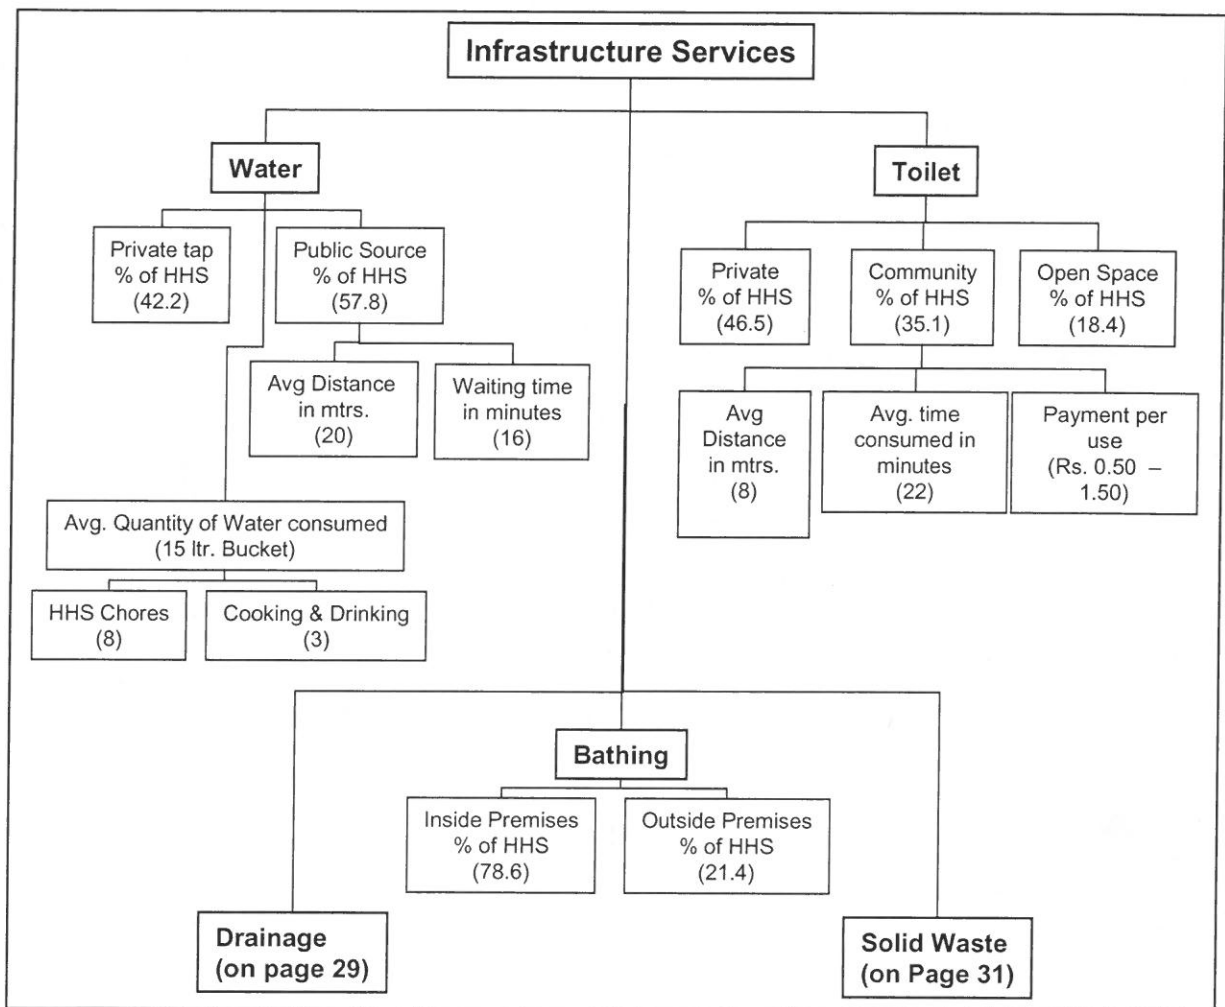 Infrastructure Services
Water
Toilet
Private tap
% of HHS
(42.2)
Public Source
% of HHS
(57.8)
Private
% of HHS
(46.5)
Community
% of HHS
(35.1)
Open Space
% of HHS
(18.4)
Avg Distance
in mtrs.
(20)
Waiting time
in minutes
(16)
Avg
Distance
in mtrs.
(8)
Avg. time
consumed in
minutes
(22)
Payment per
use
(Rs. 0.50 –
1.50)
Avg. Quantity of Water consumed
(15 ltr. Bucket)
HHS Chores
(8)
Cooking & Drinking
(3)
Bathing
Inside Premises
% of HHS
(78.6)
Outside Premises
% of HHS
(21.4)
Drainage
(on page 29)
Solid Waste
(on Page 31)